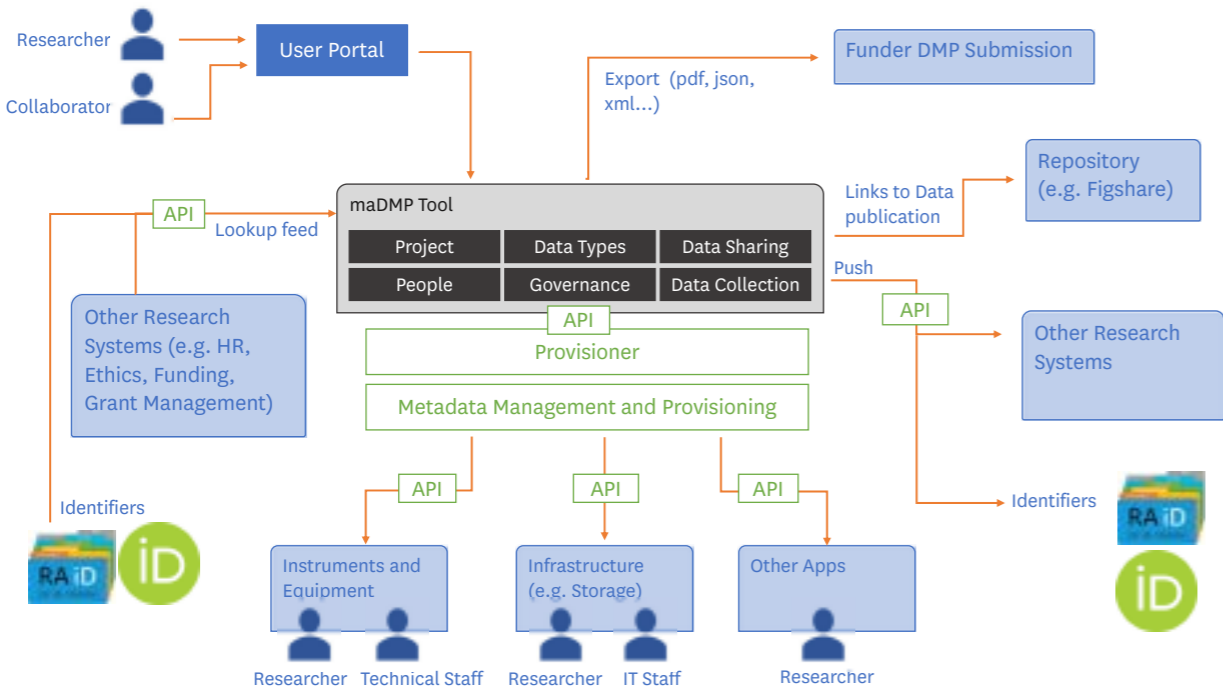 Researcher
Collaborator
User Portal
Export (pdf, json,
xml...)
Funder DMP Submission
API
Lookup feed
maDMP Tool
Project
Data Types
Data Sharing
People
Governance
Data Collection
Links to Data
publication
Repository
(e.g. Figshare)
Push
API
Other Research
Systems
Other Research
Systems (e.g. HR,
Ethics, Funding,
Grant Management)
API
Provisioner
Metadata Management and Provisioning
API
API
API
Identifiers
RAiD
iD
Identifiers
RAiD
iD
Instruments and
Equipment
Infrastructure
(e.g. Storage)
Other Apps
Researcher
Technical Staff
Researcher
IT Staff
Researcher